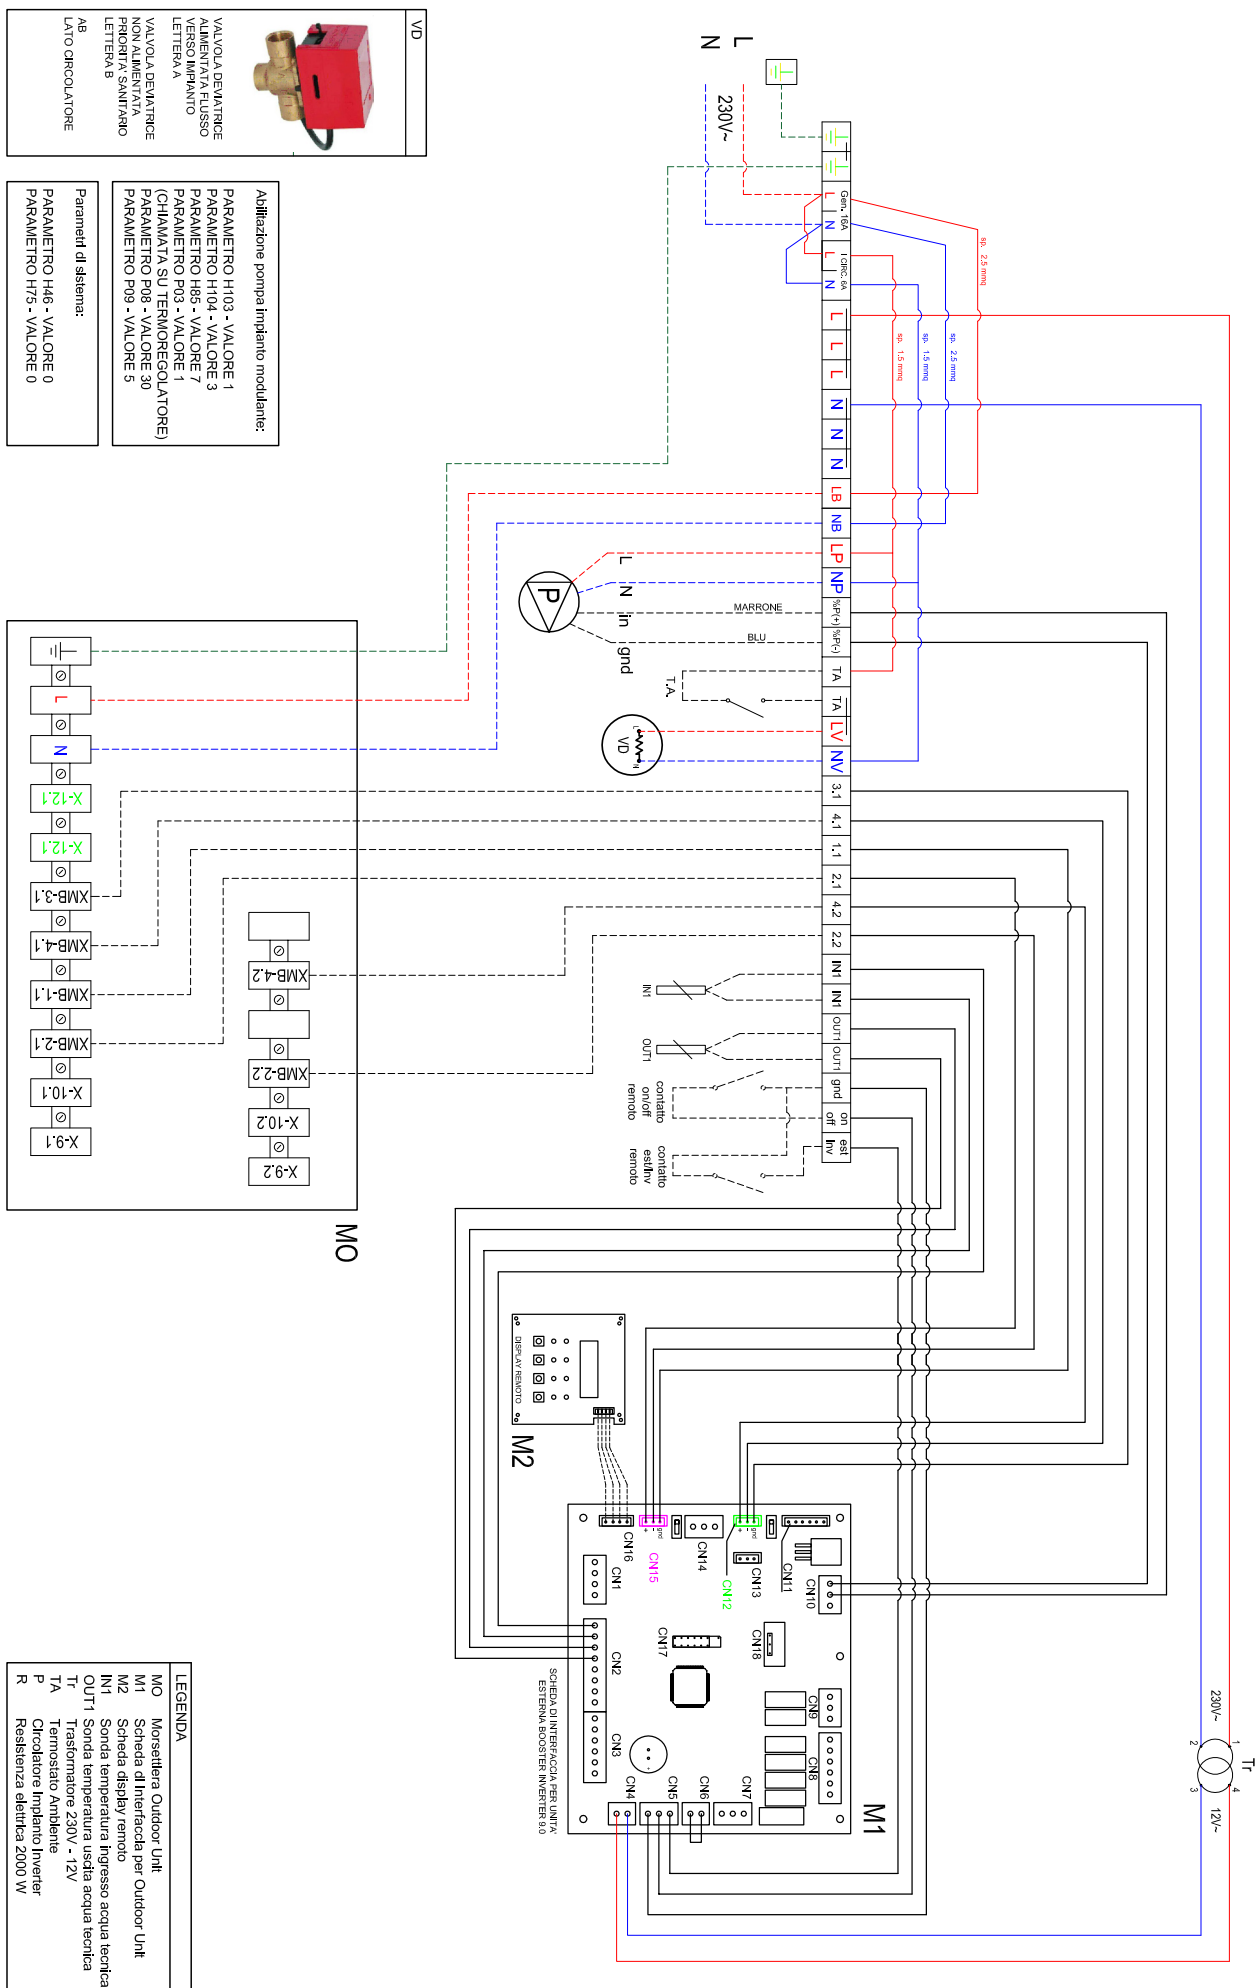 VD
VALVOLA DEVIATRICE
ALIMENTATA FLUSSO
VERSO IMPIANTO
LETTERA A
VALVOLA DEVIATRICE
NON ALIMENTATA
PRIORITA' SANITARIO
LETTERA B
AB
LATO CIRCOLATORE
Abilitazione pompa impianto modulante:
PARAMETRO H103 - VALORE 1
PARAMETRO H104 - VALORE 3
PARAMETRO H85 - VALORE 7
PARAMETRO P03 - VALORE 1
(CHIAMATA SU TERMOREGOLATORE)
PARAMETRO P08 - VALORE 30
PARAMETRO P09 - VALORE 5
Parametri di sistema:
PARAMETRO H46 - VALORE 0
PARAMETRO H75 - VALORE 0
L
N
230V~
Gen. 16A
L
N
I CIRC. 6A
L
N
L
L
L
N
N
N
LB
NB
LP
NP
%P(+)
%P(-)
TA
TA
LV
NV
3.1
4.1
1.1
2.1
4.2
2.2
IN1
IN1
OUT1
OUT1
gnd
on
off
est
inv
sp. 2.5 mmq
sp. 2.5 mmq
sp. 1.5 mmq
sp. 1.5 mmq
L
N
in
gnd
P
MARRONE
BLU
T.A.
L
VD
N
IN1
OUT1
contatto
on/off
remoto
contatto
est/inv
remoto
L
N
X-12.1
X-12.1
XMB-3.1
XMB-4.1
XMB-1.1
XMB-2.1
X-10.1
X-9.1
XMB-4.2
XMB-2.2
X-10.2
X-9.2
MO
DISPLAY REMOTO
M2
CN16
+
-
gnd
CN15
CN14
+
-
gnd
CN12
CN13
CN11
CN10
CN1
CN2
CN17
CN18
CN9
CN3
CN8
CN4
CN5
CN6
CN7
M1
SCHEDA DI INTERFACCIA PER UNITA'
ESTERNA BOOSTER INVERTER 9.0
230V~
1
2
Tr
4
3
12V~
LEGENDA
MO Morsettiera Outdoor Unit
M1 Scheda di Interfaccia per Outdoor Unit
M2 Scheda display remoto
IN1 Sonda temperatura ingresso acqua tecnica
OUT1 Sonda temperatura uscita acqua tecnica
Tr Trasformatore 230V - 12V
TA Termostato Ambiente
P Circolatore Impianto Inverter
R Resistenza elettrica 2000 W